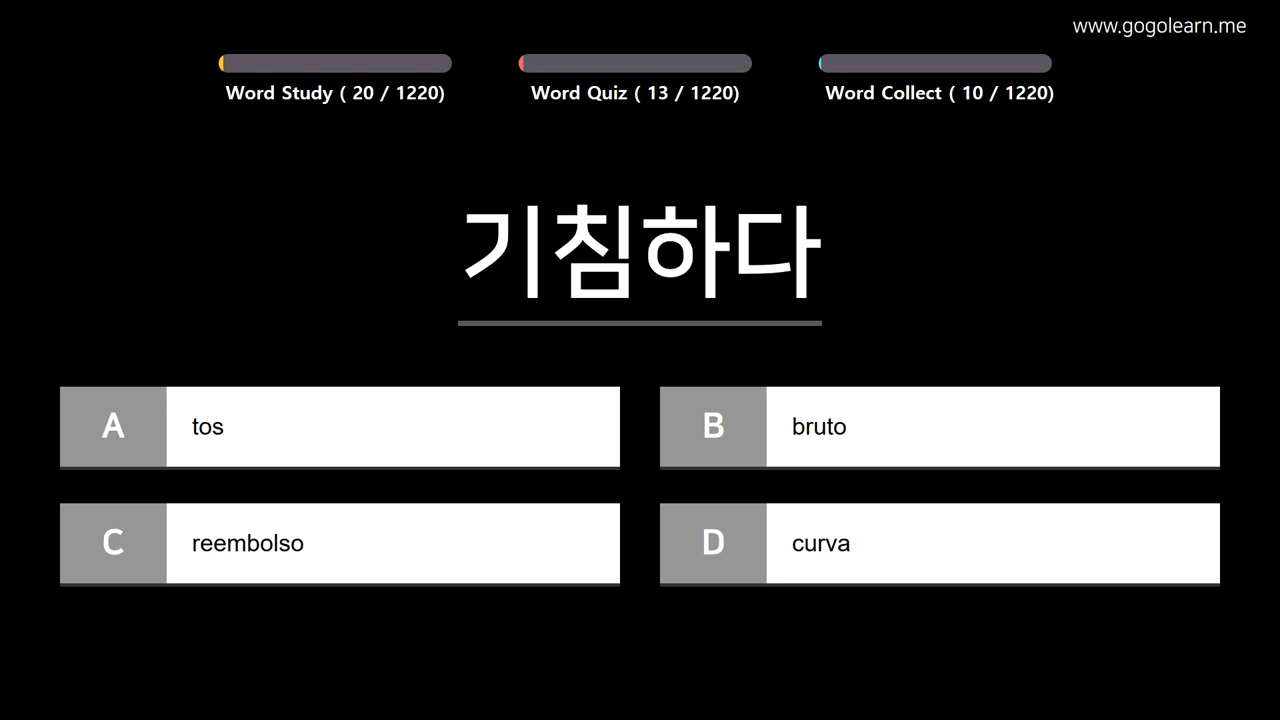 www.gogolearn.me
Word Study ( 20 / 1220)
Word Quiz ( 13 / 1220)
Word Collect ( 10 / 1220)
기침하다
A tos
B bruto
C reembolso
D curva